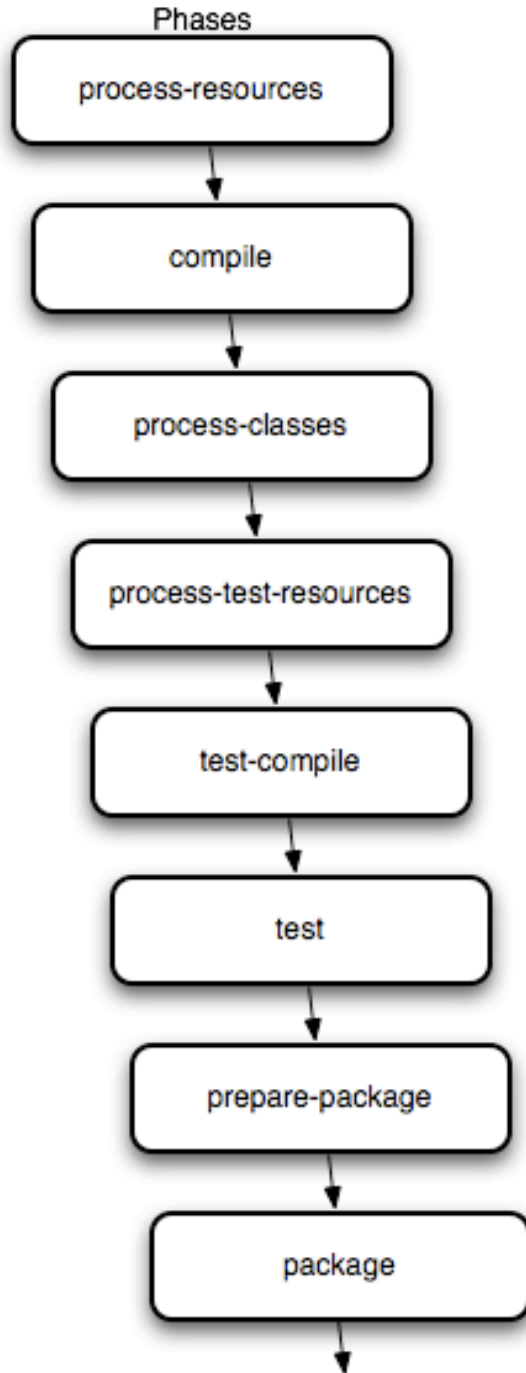 Phases
process-resources
compile
process-classes
process-test-resources
test-compile
test
prepare-package
package